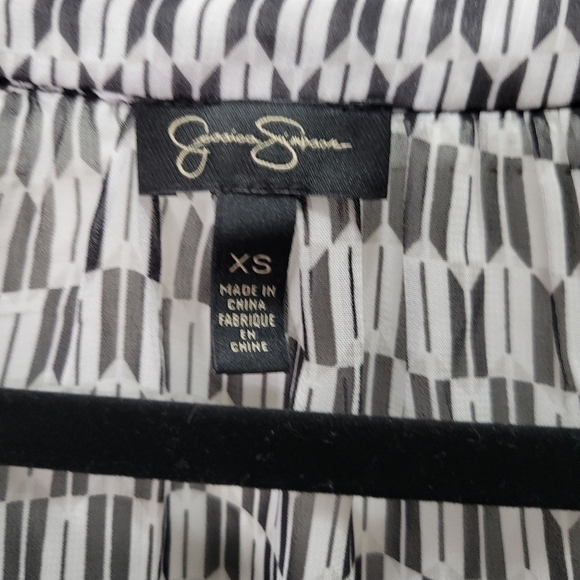 Jessica Simpson
XS
MADE IN
CHINA
FABRIQUE
EN
CHINE